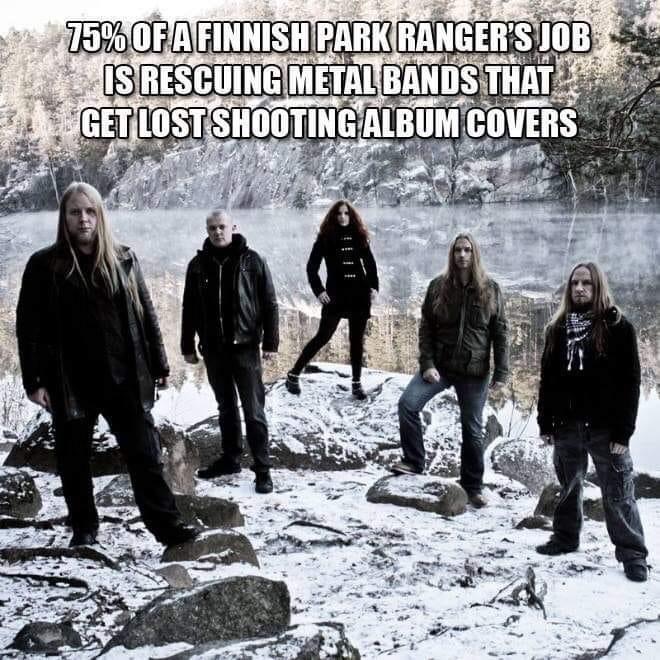 75% OF A FINNISH PARK RANGER'S JOB
IS RESCUING METAL BANDS THAT
GET LOST SHOOTING ALBUM COVERS